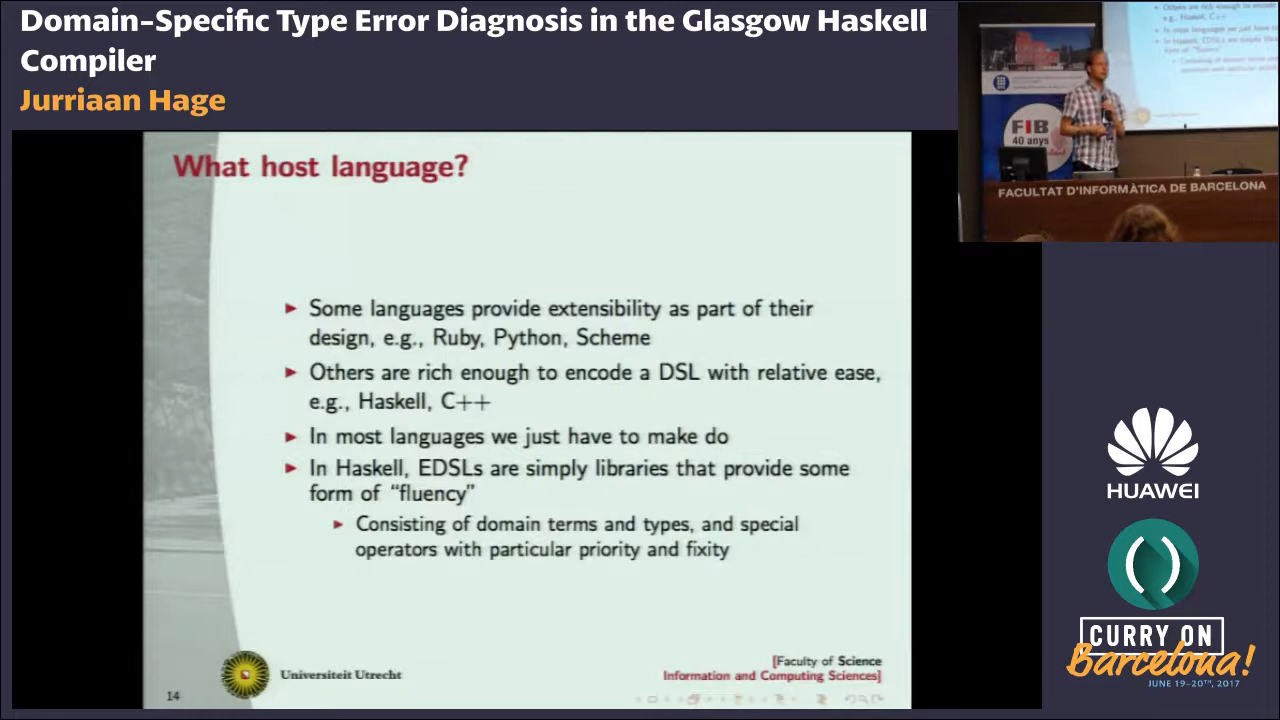 Domain-Specific Type Error Diagnosis in the Glasgow Haskell
Compiler
Jurriaan Hage
What host language?
▶ Some languages provide extensibility as part of their
design, e.g., Ruby, Python, Scheme
▶ Others are rich enough to encode a DSL with relative ease,
e.g., Haskell, C++
▶ In most languages we just have to make do
▶ In Haskell, EDSLs are simply libraries that provide some
form of “fluency”
▶ Consisting of domain terms and types, and special
operators with particular priority and fixity
Universiteit Utrecht
[Faculty of Science
Information and Computing Sciences]
14
FIB
40 anys
FACULTAT D'INFORMÀTICA DE BARCELONA
HUAWEI
CURRY ON
Barcelona!
JUNE 19-20TH, 2017